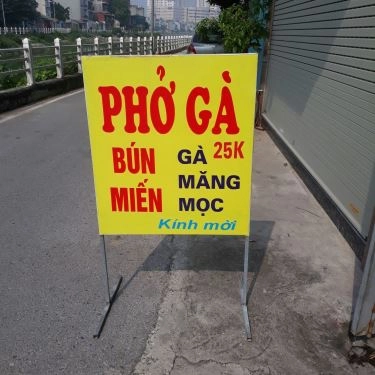 PHỞ GÀ
25K
BÚN GÀ
MIẾN MĂNG
MỌC
Kính mời